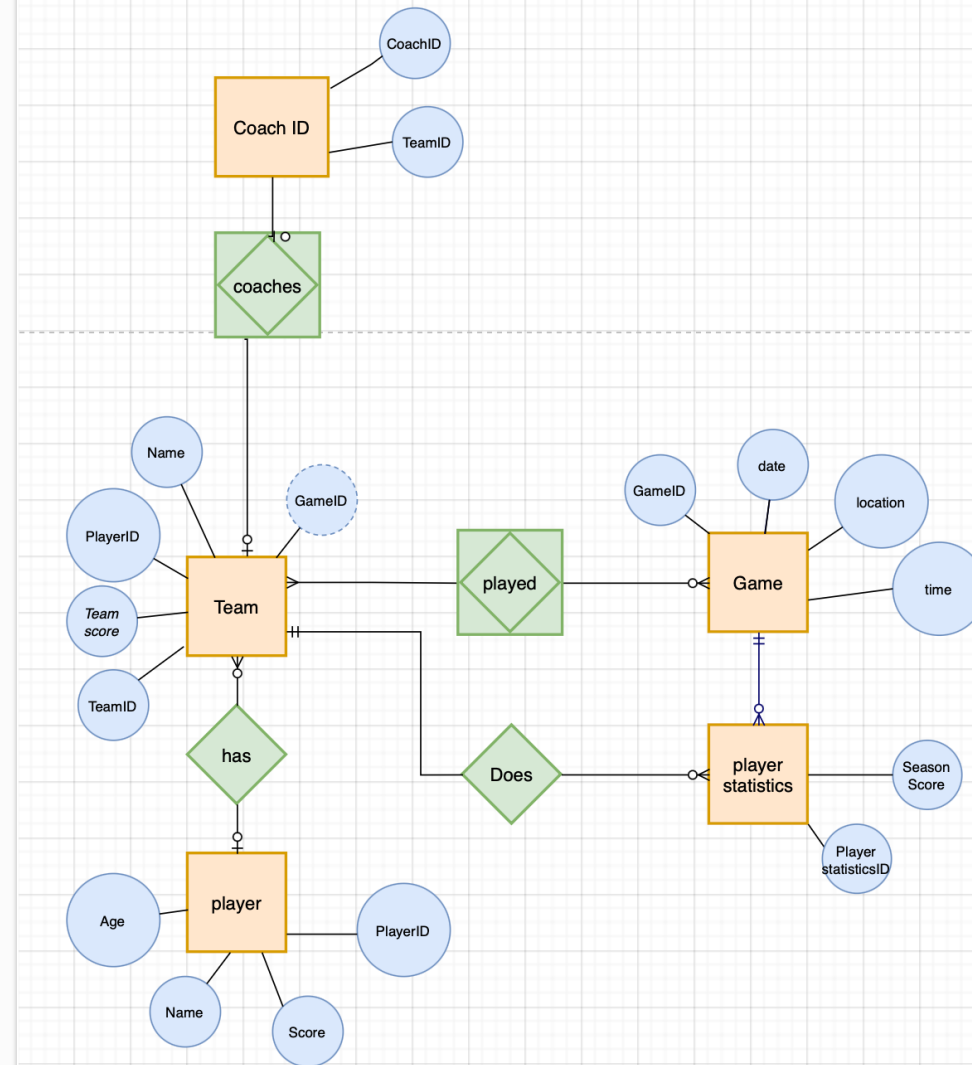 CoachID
Coach ID
TeamID
coaches
Name
GameID
PlayerID
Team
Team
score
TeamID
played
GameID
date
location
Game
time
has
Does
player
statistics
Season
Score
Player
statisticsID
Age
player
PlayerID
Name
Score